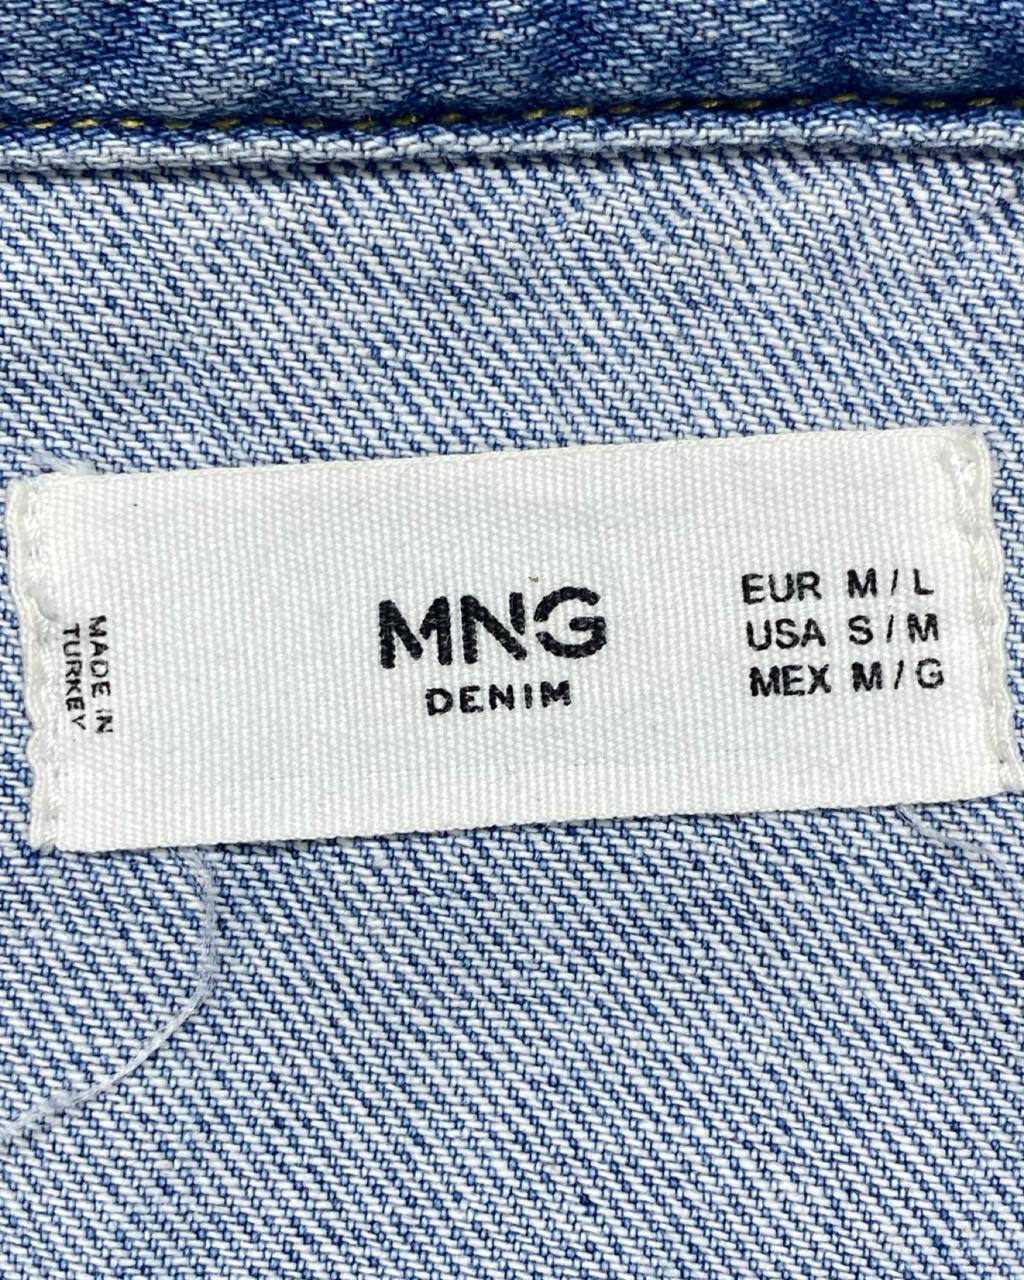 MADE IN
TURKEY
MNG
DENIM
EUR M / L
USA S / M
MEX M / G